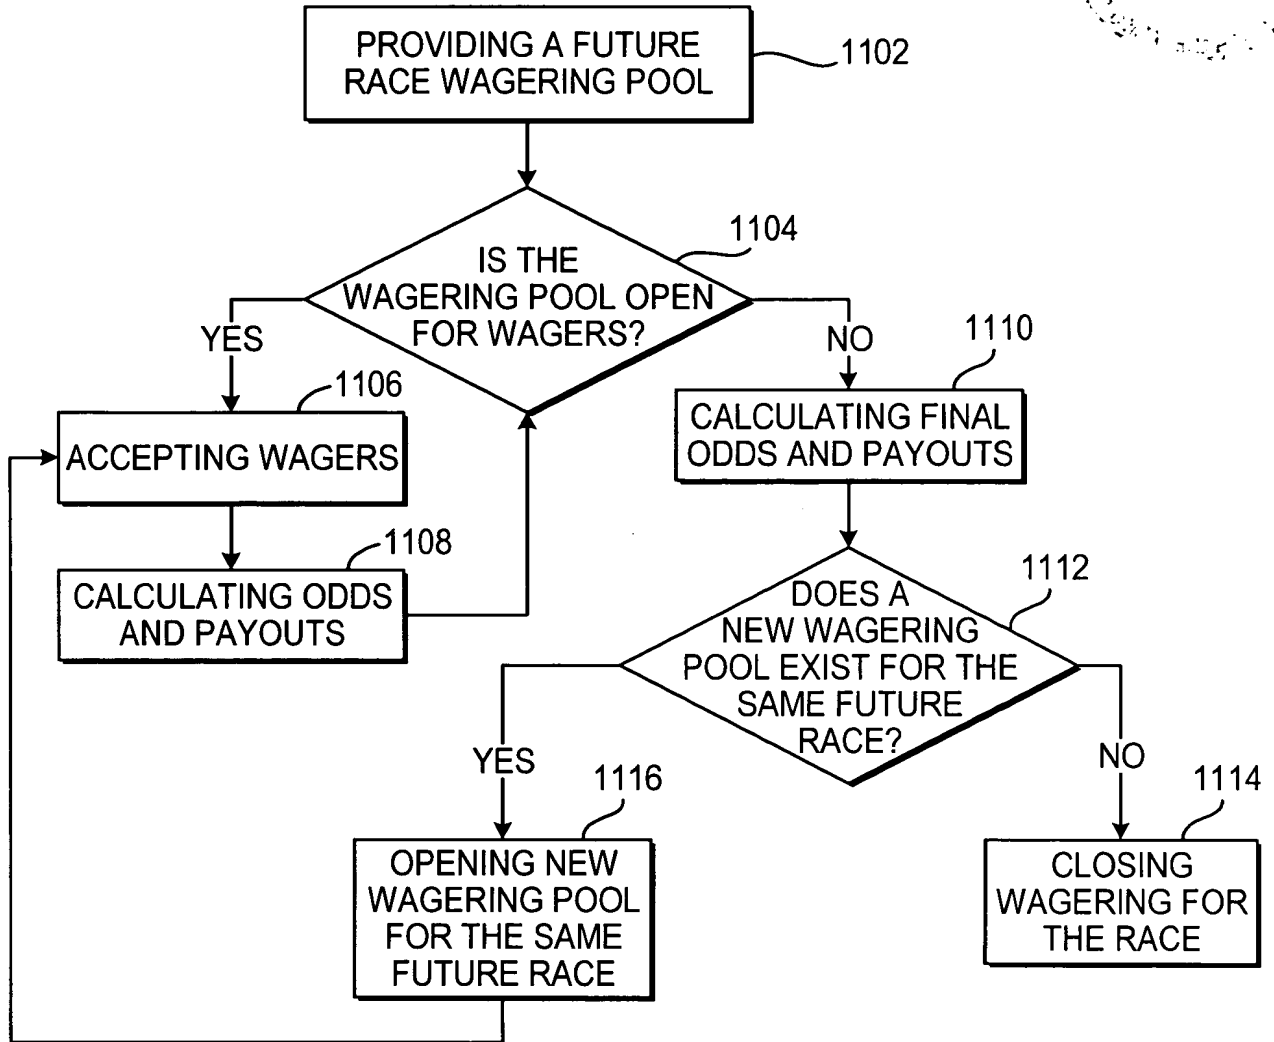 PROVIDING A FUTURE
RACE WAGERING POOL
1102
1104
IS THE
WAGERING POOL OPEN
FOR WAGERS?
YES
NO
1110
1106
CALCULATING FINAL
ODDS AND PAYOUTS
ACCEPTING WAGERS
1108
CALCULATING ODDS
AND PAYOUTS
1112
DOES A
NEW WAGERING
POOL EXIST FOR THE
SAME FUTURE
RACE?
YES
NO
1116
1114
OPENING NEW
WAGERING POOL
FOR THE SAME
FUTURE RACE
CLOSING
WAGERING FOR
THE RACE